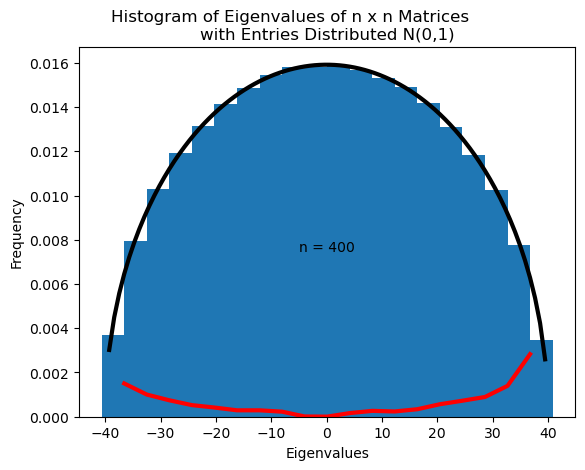 Histogram of Eigenvalues of n x n Matrices
with Entries Distributed N(0,1)
0.016
0.014
0.012
0.010
0.008
0.006
0.004
0.002
0.000
Frequency
n = 400
−40 −30 −20 −10 0 10 20 30 40
Eigenvalues